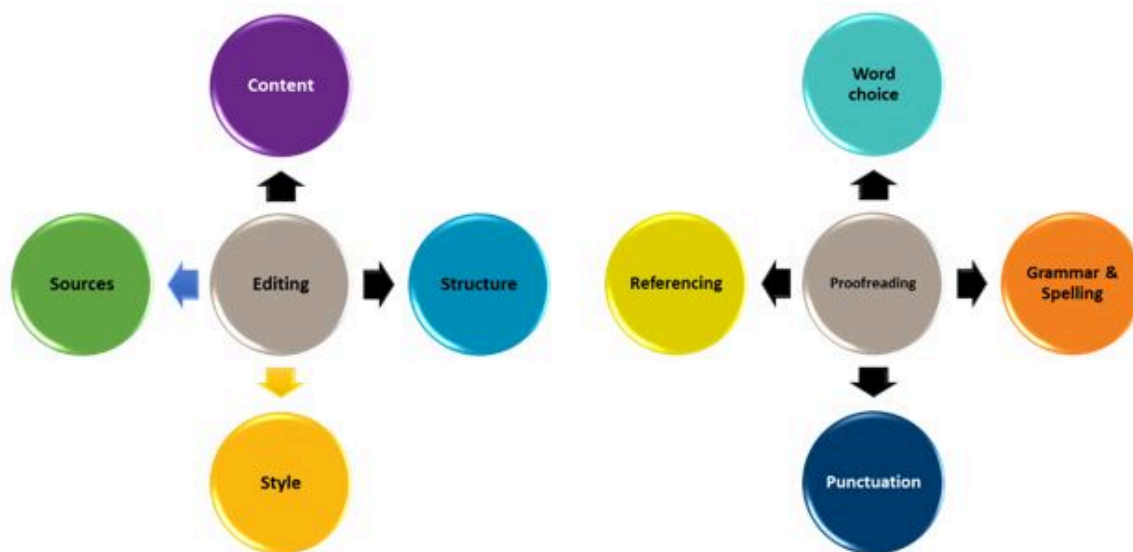 Content
Sources
Editing
Structure
Style
Word
choice
Referencing
Proofreading
Grammar &
Spelling
Punctuation